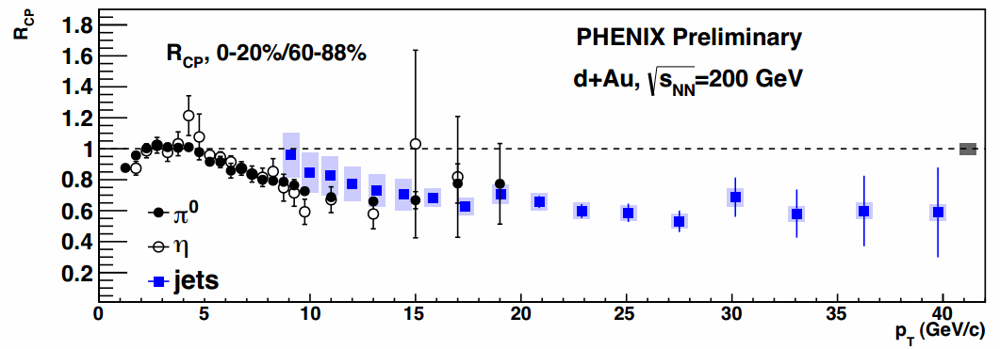 R_CP
1.8
1.6
1.4
1.2
1
0.8
0.6
0.4
0.2
R_CP, 0-20%/60-88%
PHENIX Preliminary
d+Au, √s_NN=200 GeV
π⁰
η
jets
0 5 10 15 20 25 30 35 40
p_T (GeV/c)